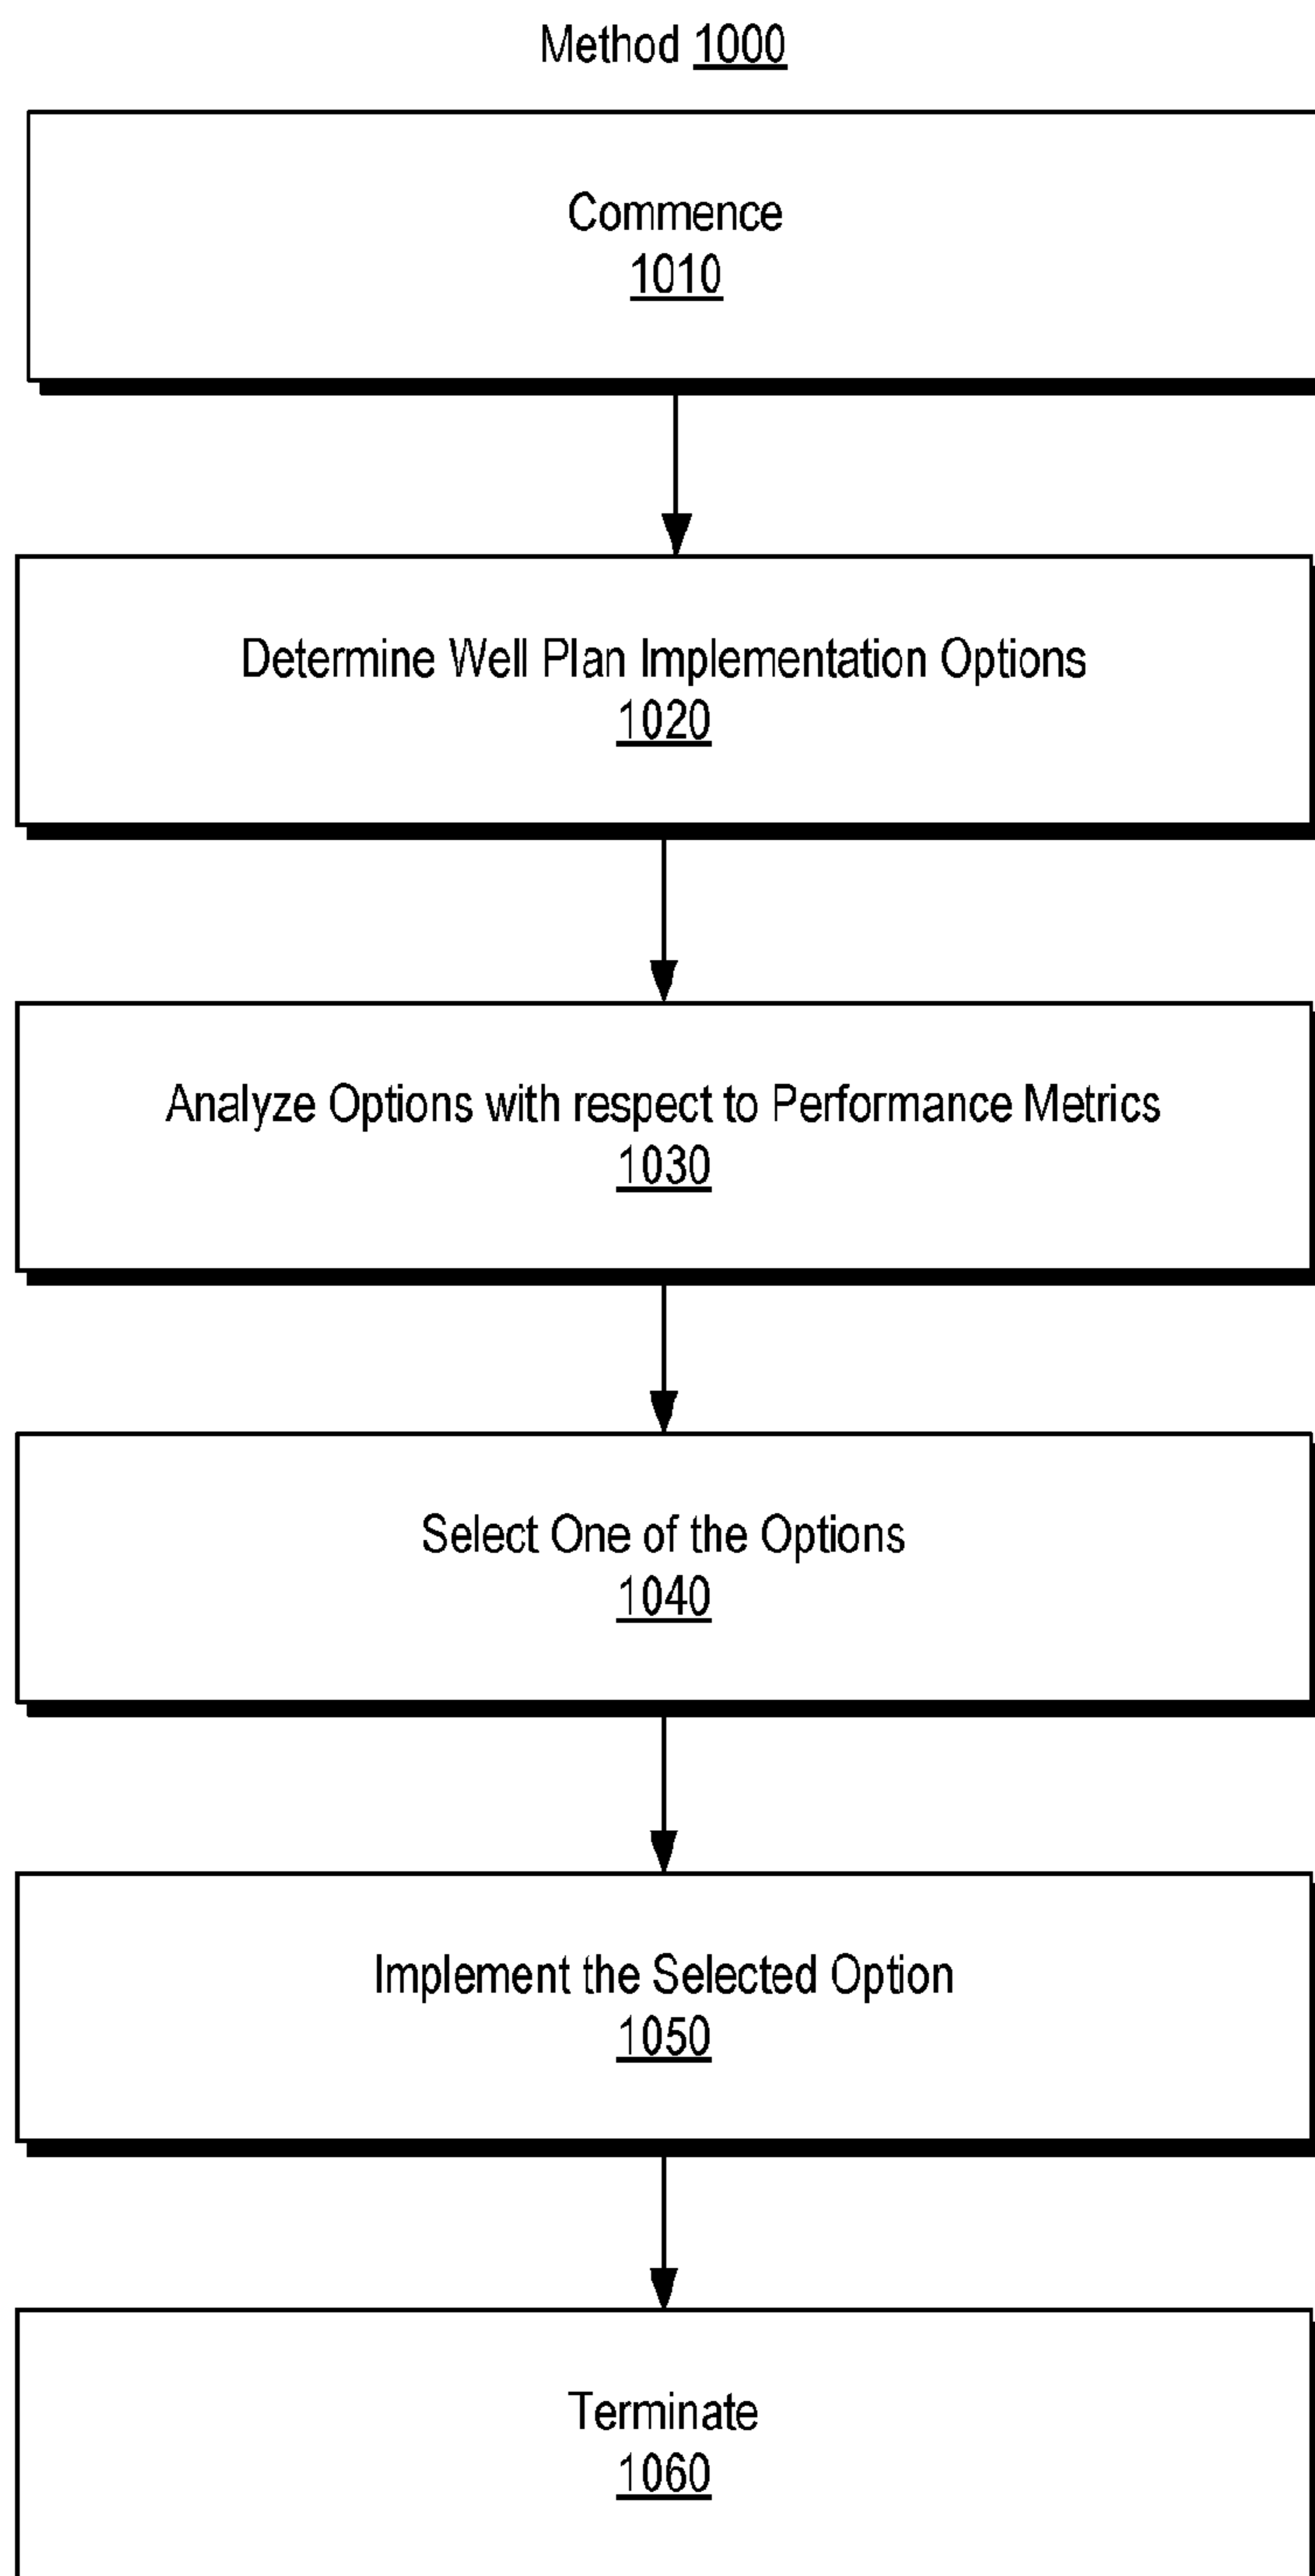 Method 1000
Commence
1010
Determine Well Plan Implementation Options
1020
Analyze Options with respect to Performance Metrics
1030
Select One of the Options
1040
Implement the Selected Option
1050
Terminate
1060